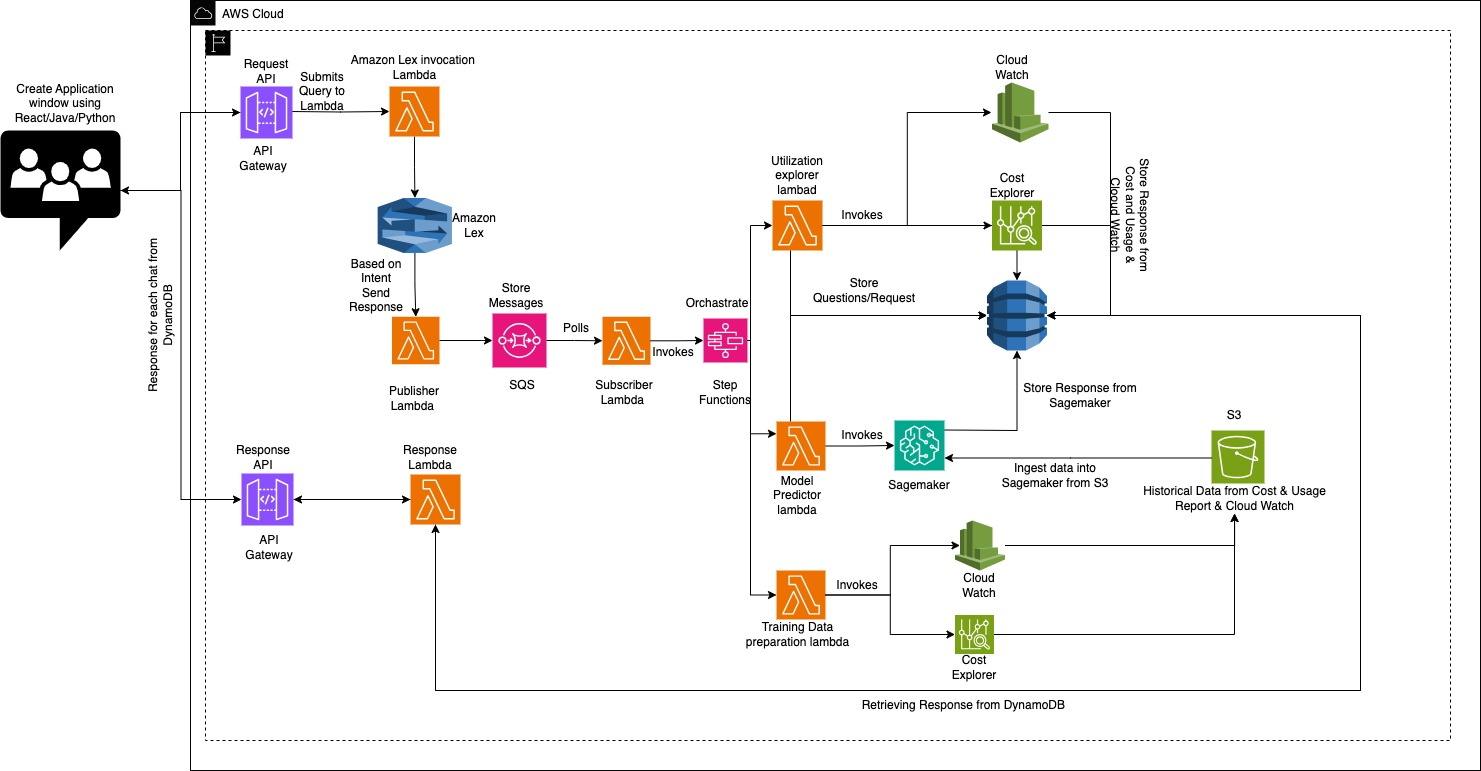 AWS Cloud
Create Application
window using
React/Java/Python
Request
API
Submits
Query to
Lambda
Amazon Lex invocation
Lambda
API
Gateway
Amazon
Lex
Based on
Intent
Send
Response
Publisher
Lambda
Store
Messages
SQS
Polls
Subscriber
Lambda
Invokes
Orchastrate
Step
Functions
Utilization
explorer
lambad
Invokes
Cloud
Watch
Cost
Explorer
Store Response from
Cost and Usage &
Clooud Watch
Store
Questions/Request
Store Response from
Sagemaker
Invokes
Model
Predictor
lambda
Sagemaker
Ingest data into
Sagemaker from S3
S3
Historical Data from Cost & Usage
Report & Cloud Watch
Response for each chat from
DynamoDB
Response
API
API
Gateway
Response
Lambda
Invokes
Training Data
preparation lambda
Cloud
Watch
Cost
Explorer
Retrieving Response from DynamoDB